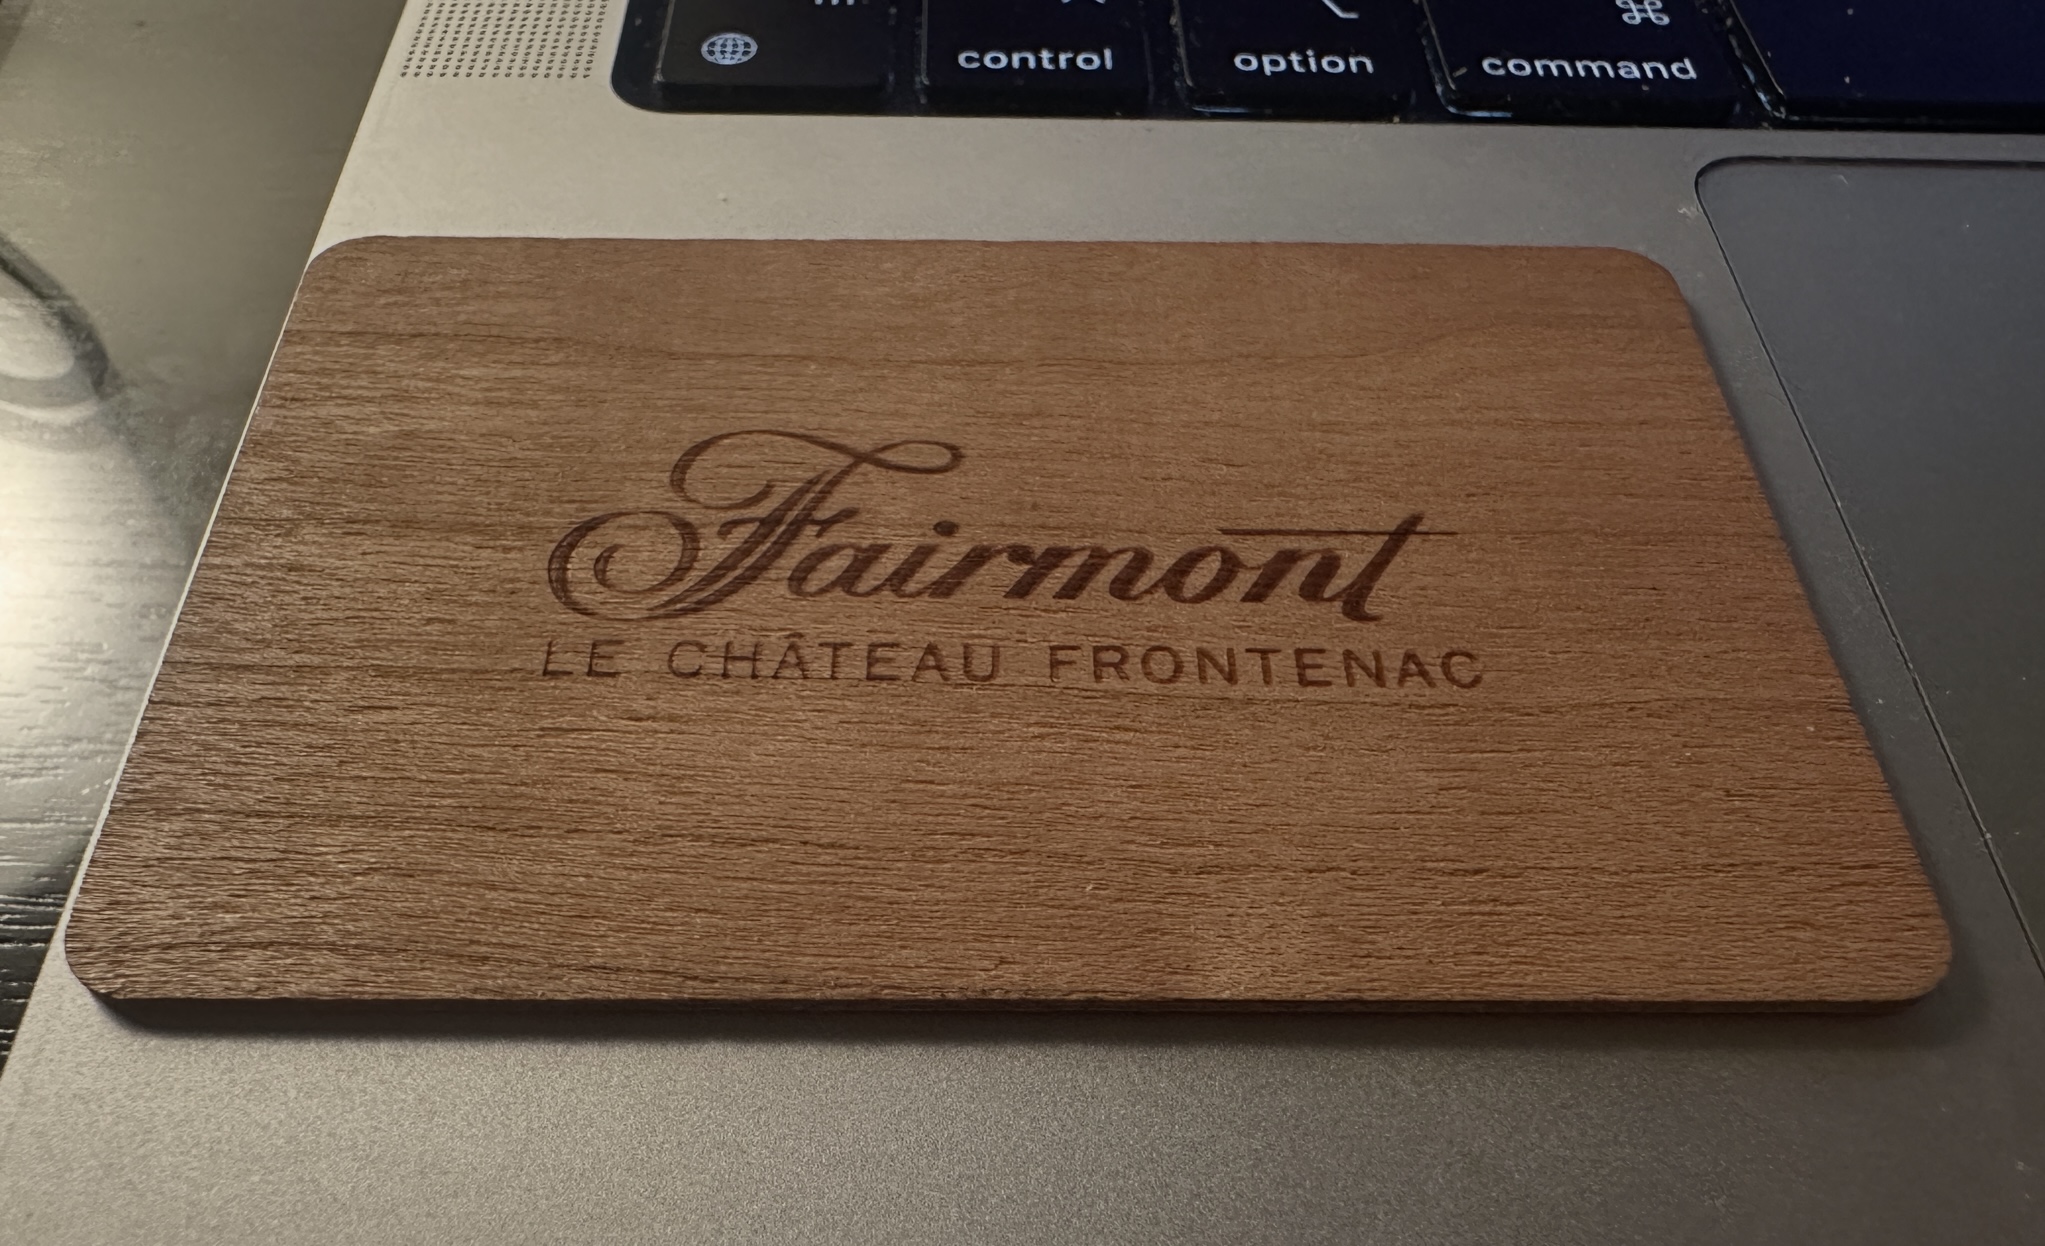 control option command
⌘
Fairmont
LE CHÂTEAU FRONTENAC